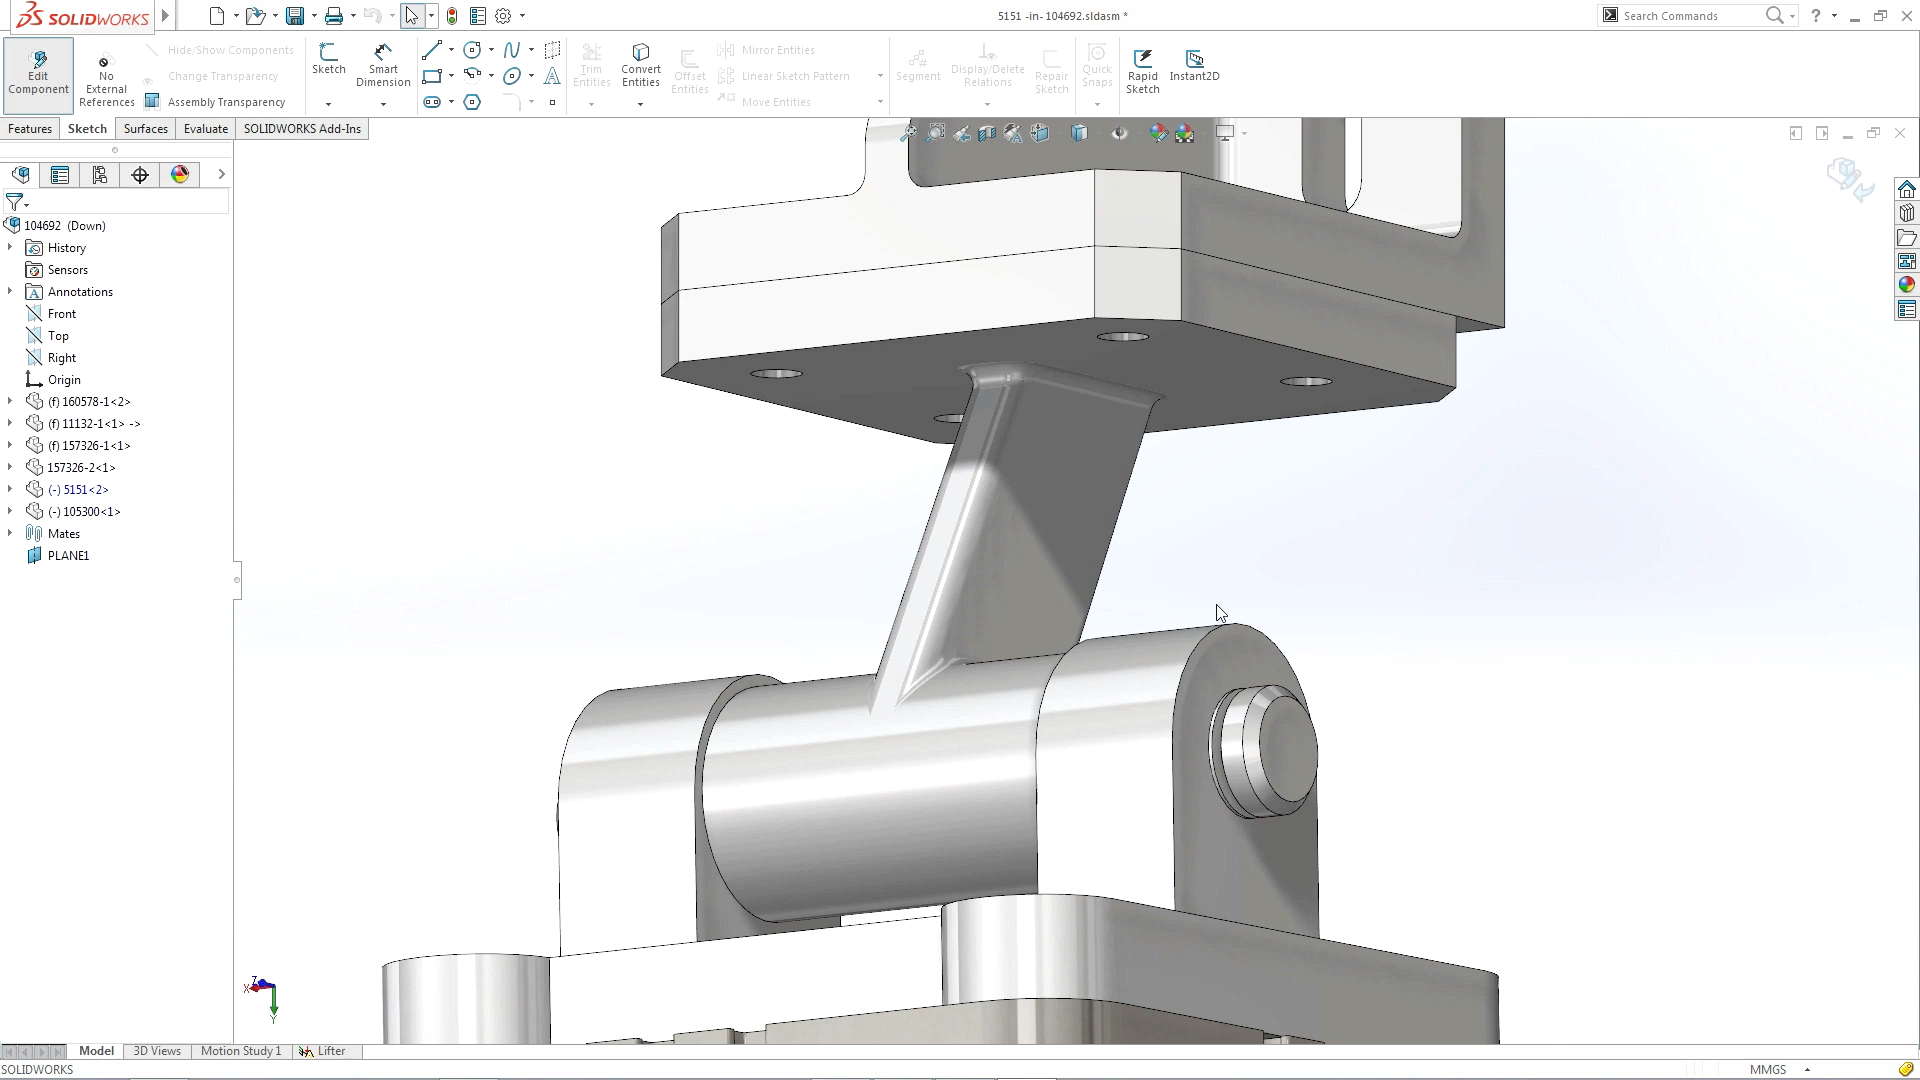 SOLIDWORKS
5151 -in- 104692.sldasm *
Search Commands
?
Edit Component
No External References
Hide/Show Components
Change Transparency
Assembly Transparency
Sketch
Smart Dimension
Trim Entities
Convert Entities
Offset Entities
Mirror Entities
Linear Sketch Pattern
Move Entities
Segment
Display/Delete Relations
Repair Sketch
Quick Snaps
Rapid Sketch
Instant2D
Features
Sketch
Surfaces
Evaluate
SOLIDWORKS Add-Ins
104692 (Down)
History
Sensors
Annotations
Front
Top
Right
Origin
(f) 160578-1<2>
(f) 11132-1<1> ->
(f) 157326-1<1>
157326-2<1>
(-) 5151<2>
(-) 105300<1>
Mates
PLANE1
Z
X
Y
Model
3D Views
Motion Study 1
Lifter
SOLIDWORKS
MMGS